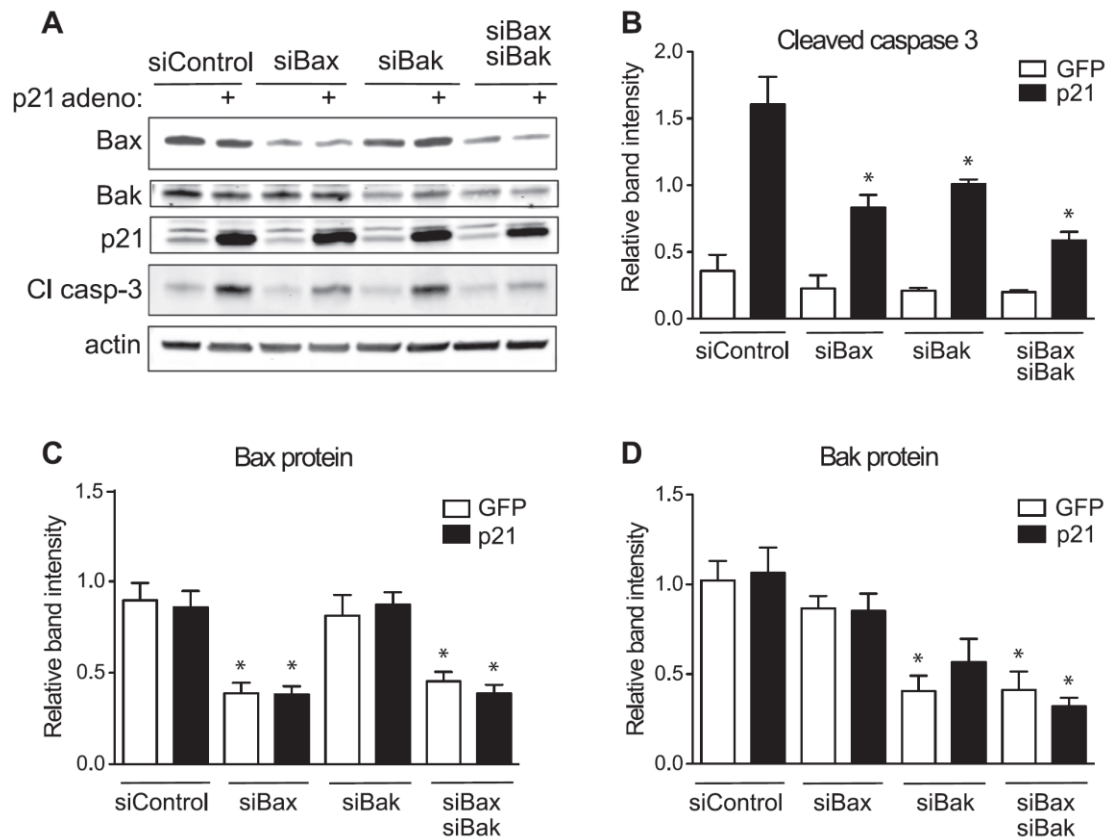 A
siControl siBax siBak siBax siBak
p21 adeno: + + + +
Bax
Bak
p21
Cl casp-3
actin
B
Cleaved caspase 3
GFP
p21
Relative band intensity
2.0
1.5
1.0
0.5
0.0
* * *
siControl siBax siBak siBax
siBak
C
Bax protein
GFP
p21
Relative band intensity
1.5
1.0
0.5
0.0
* * * *
siControl siBax siBak siBax
siBak
D
Bak protein
GFP
p21
Relative band intensity
2.0
1.5
1.0
0.5
0.0
* * *
siControl siBax siBak siBax
siBak